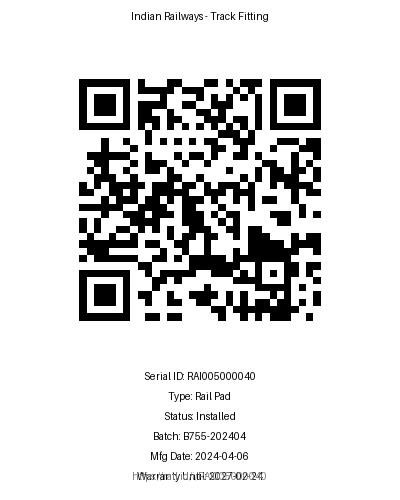 Indian Railways - Track Fitting
Serial ID: RAI005000040
Type: Rail Pad
Status: Installed
Batch: B755-202404
Mfg Date: 2024-04-06
Warranty Until: 2027-02-24